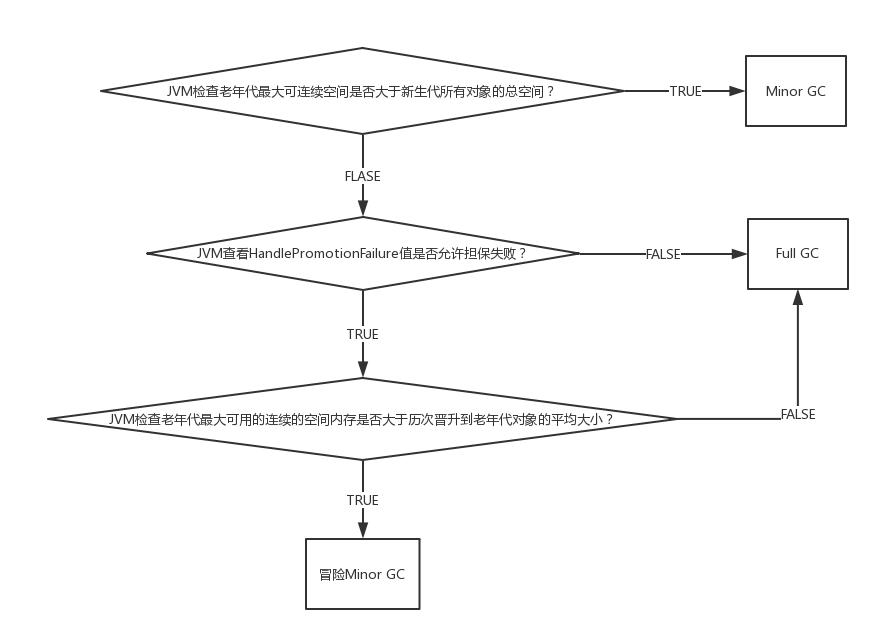 JVM检查老年代最大可连续空间是否大于新生代所有对象的总空间？
TRUE
Minor GC
FLASE
JVM查看HandlePromotionFailure值是否允许担保失败？
FALSE
Full GC
TRUE
JVM检查老年代最大可用的连续的空间内存是否大于历次晋升到老年代对象的平均大小？
FALSE
TRUE
冒险Minor GC